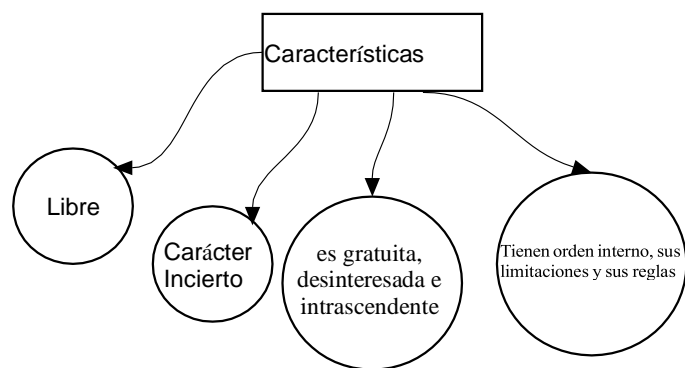 Características
Libre
Carácter
Incierto
es gratuita,
desinteresada e
intrascendente
Tienen orden interno, sus
limitaciones y sus reglas